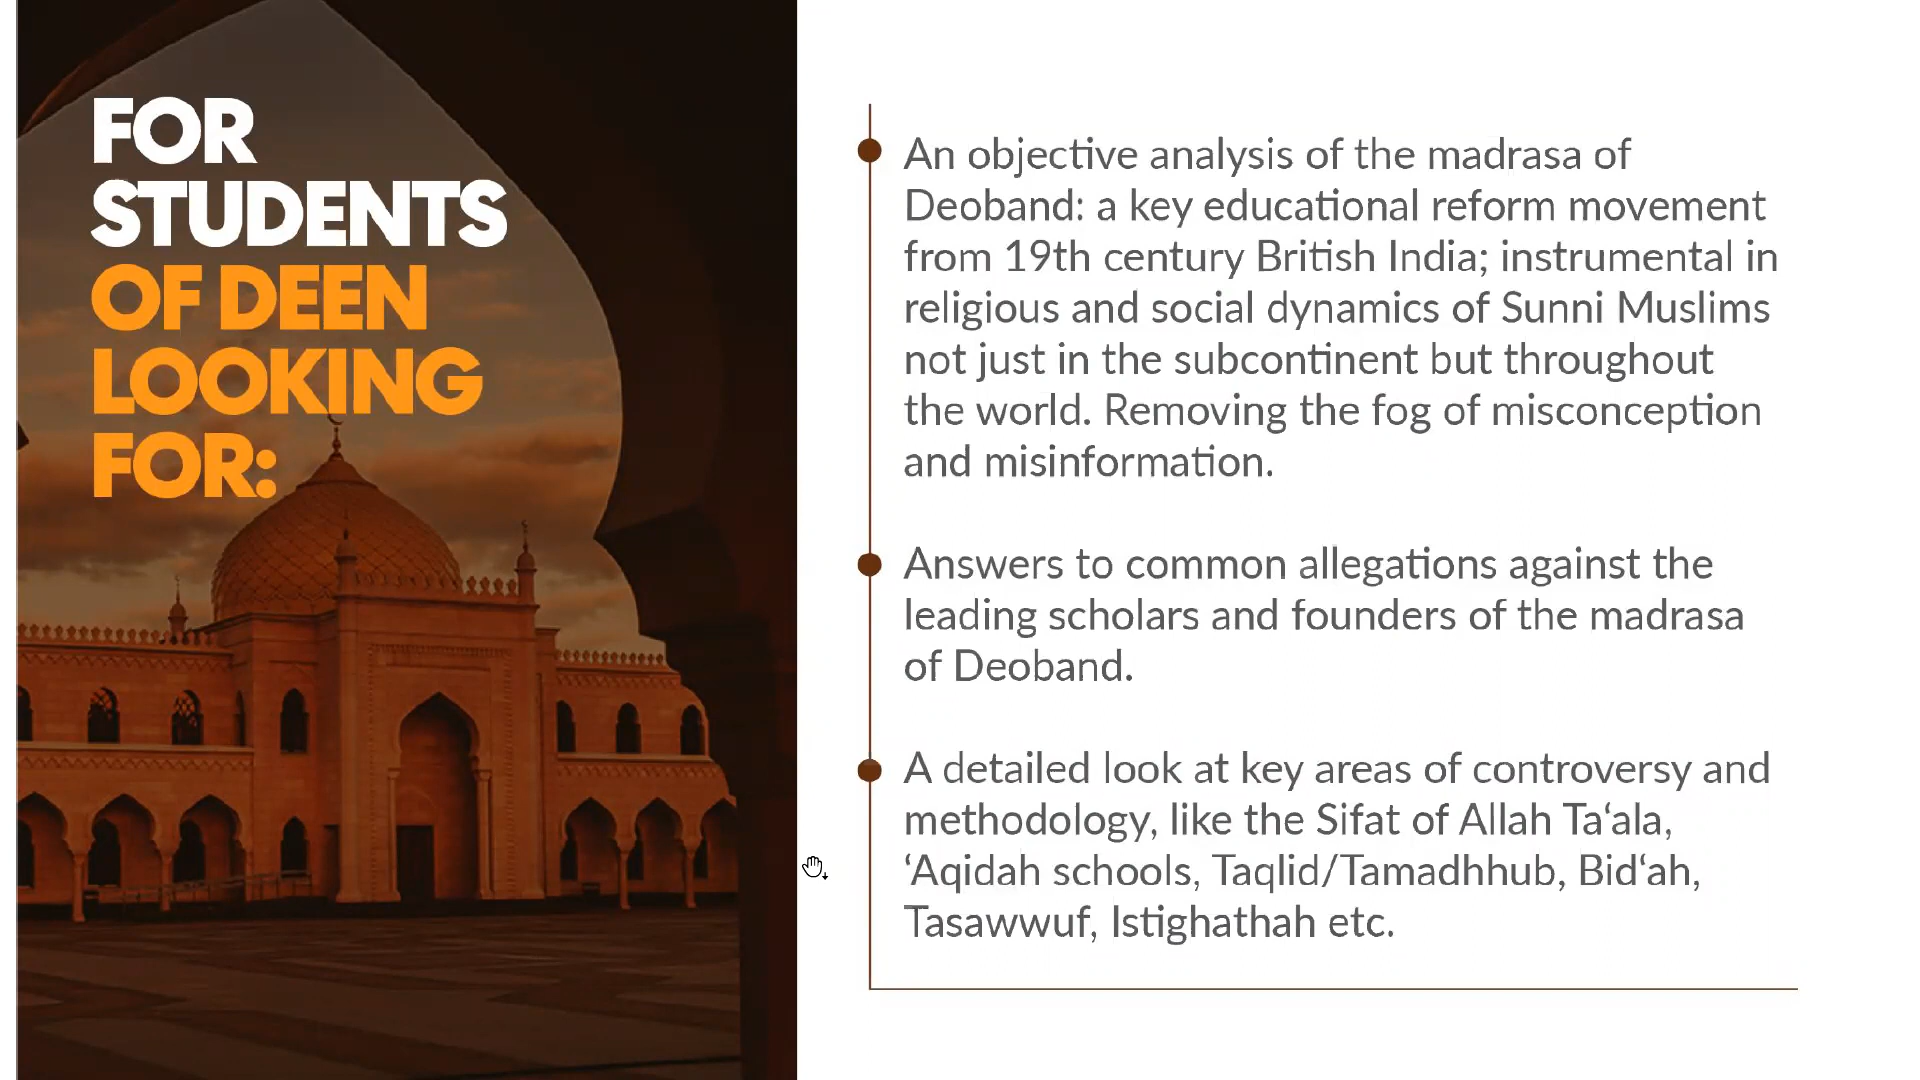 FOR
STUDENTS
OF DEEN
LOOKING
FOR:
An objective analysis of the madrasa of
Deoband: a key educational reform movement
from 19th century British India; instrumental in
religious and social dynamics of Sunni Muslims
not just in the subcontinent but throughout
the world. Removing the fog of misconception
and misinformation.
Answers to common allegations against the
leading scholars and founders of the madrasa
of Deoband.
A detailed look at key areas of controversy and
methodology, like the Sifat of Allah Ta‘ala,
‘Aqidah schools, Taqlid/Tamadhhub, Bid‘ah,
Tasawwuf, Istighathah etc.